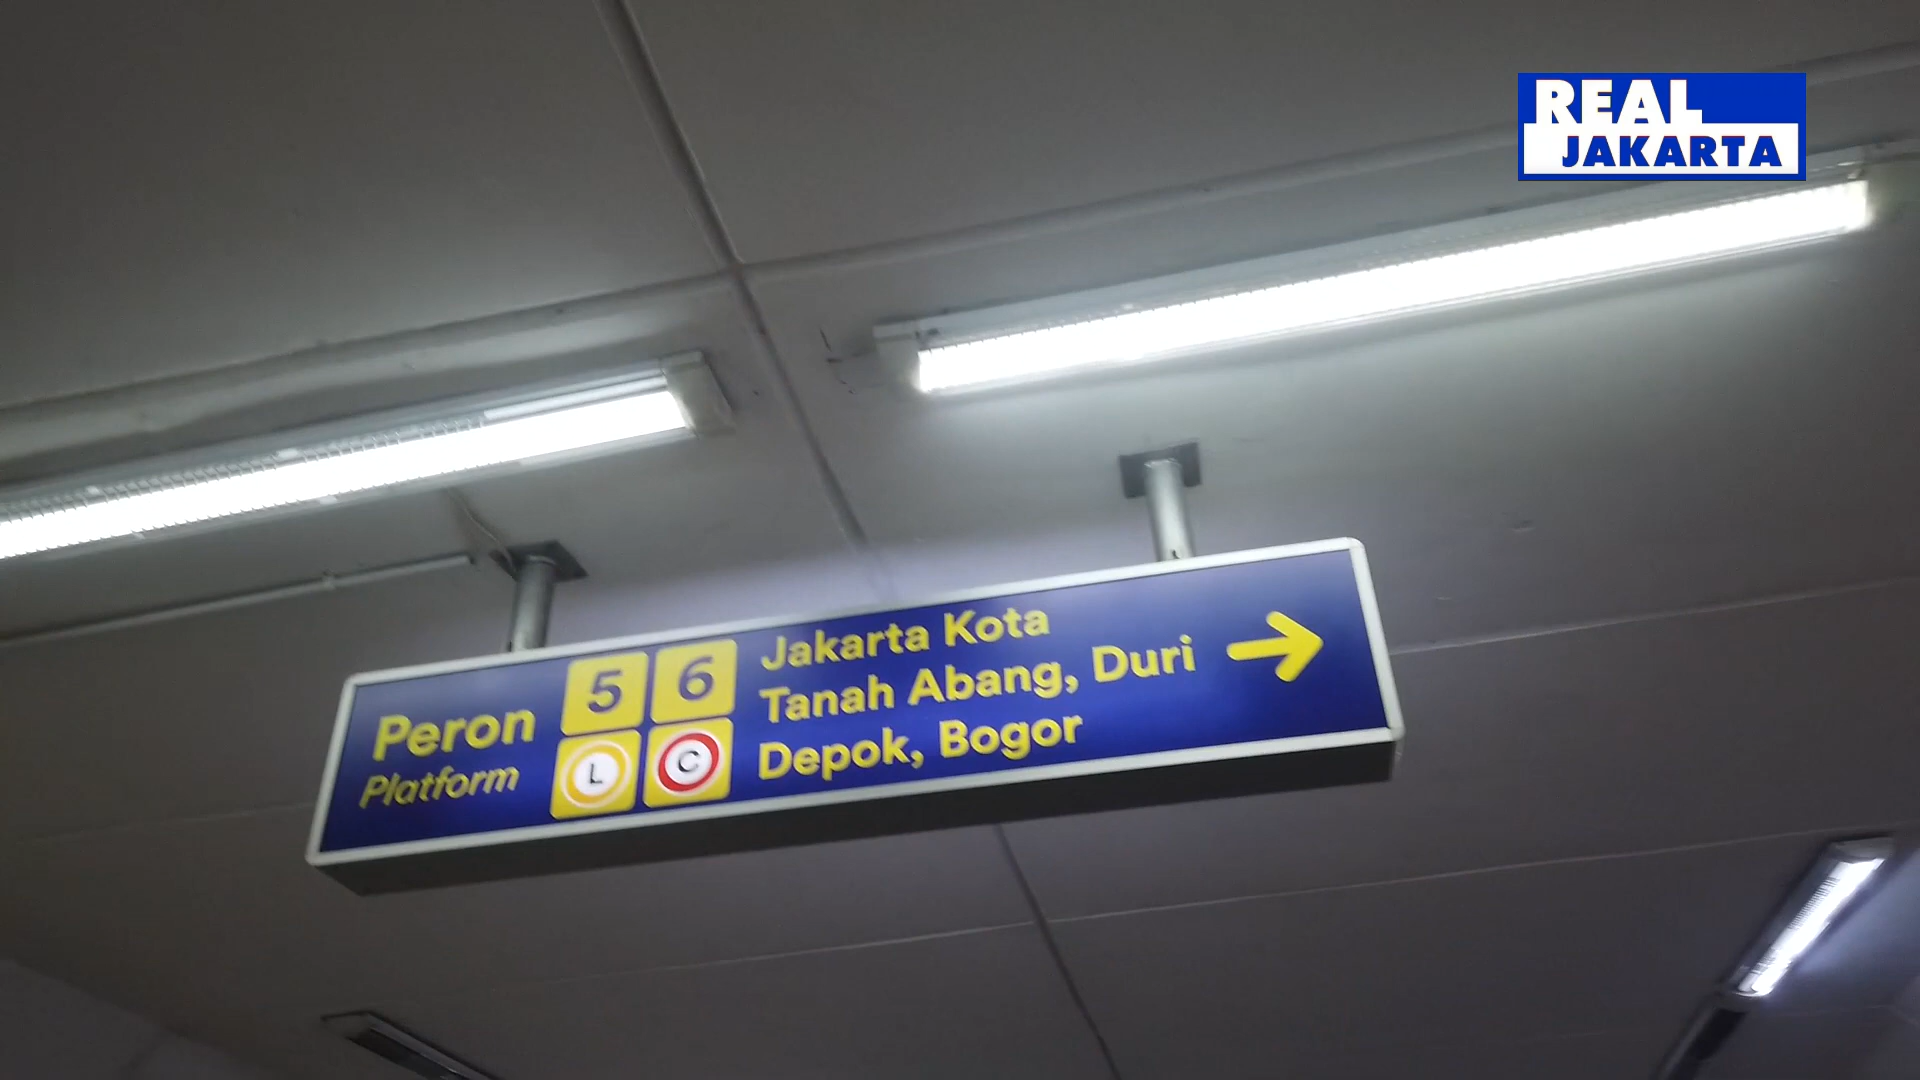 REAL
JAKARTA
Peron
Platform
5 6
L C
Jakarta Kota
Tanah Abang, Duri
Depok, Bogor